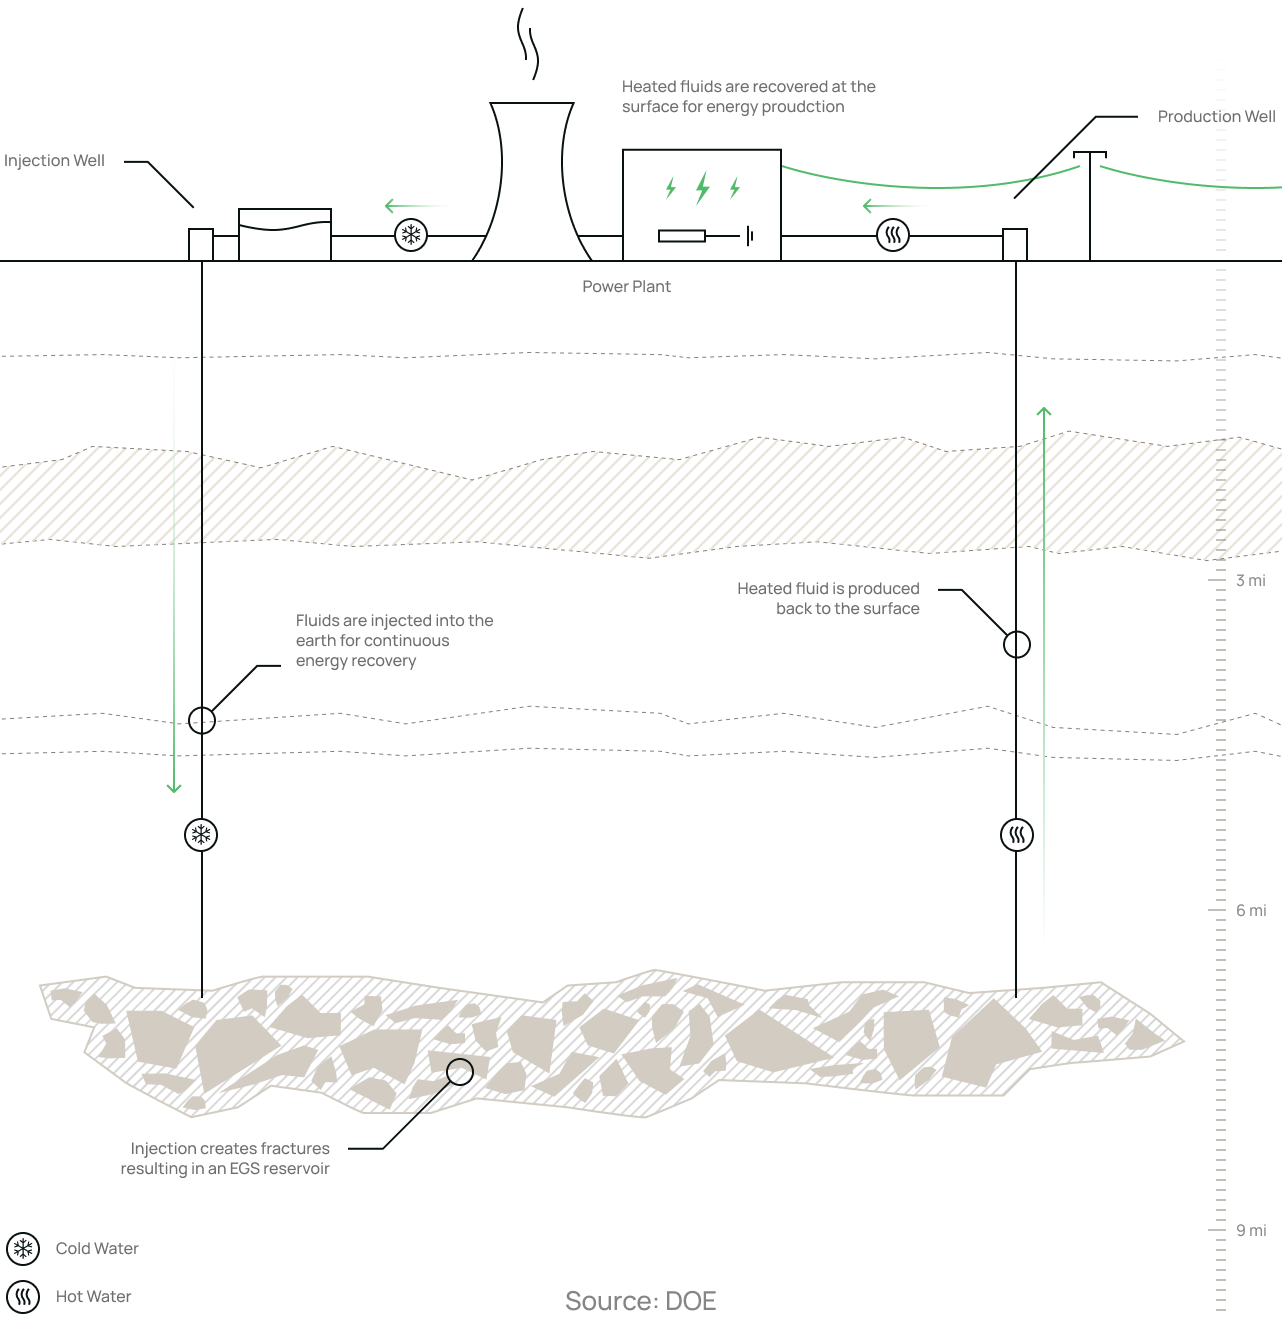 Heated fluids are recovered at the
surface for energy proudction
Production Well
Injection Well
Power Plant
3 mi
Heated fluid is produced
back to the surface
Fluids are injected into the
earth for continuous
energy recovery
6 mi
Injection creates fractures
resulting in an EGS reservoir
9 mi
Cold Water
Hot Water
Source: DOE